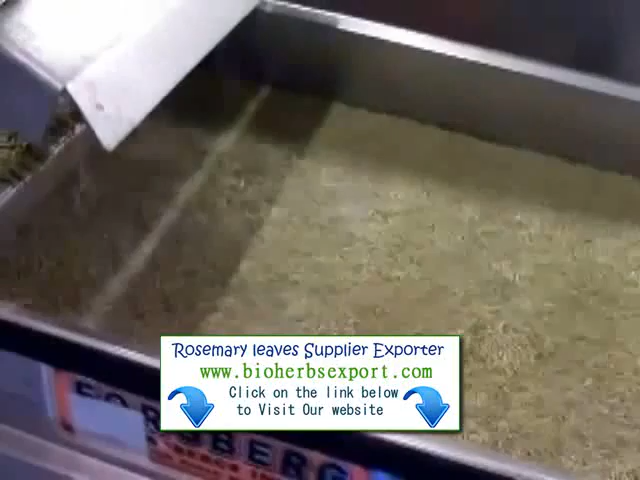 Rosemary leaves Supplier Exporter
www.bioherbsexport.com
Click on the link below
to Visit Our website